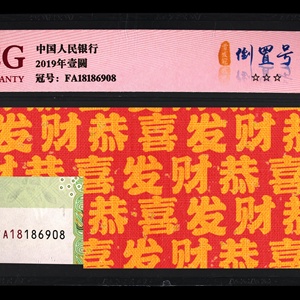 G
中国人民银行
2019年壹圆
冠号：FA18186908
RANTY
倒置号
☆☆☆
发财恭喜发财恭
喜发财恭喜发
发财恭喜发财恭
A18186908